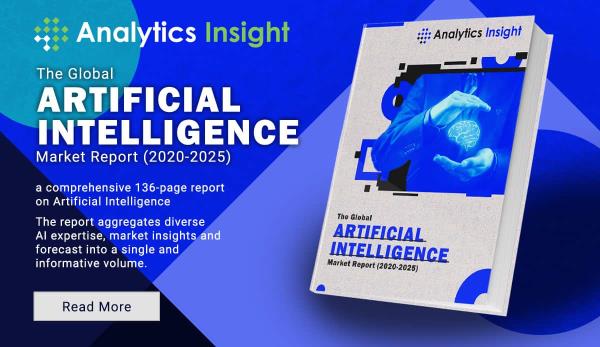 Analytics Insight
The Global
ARTIFICIAL
INTELLIGENCE
Market Report (2020-2025)
a comprehensive 136-page report
on Artificial Intelligence
The report aggregates diverse
AI expertise, market insights and
forecast into a single and
informative volume.
Read More
Analytics Insight
The Global
ARTIFICIAL
INTELLIGENCE
Market Report (2020-2025)